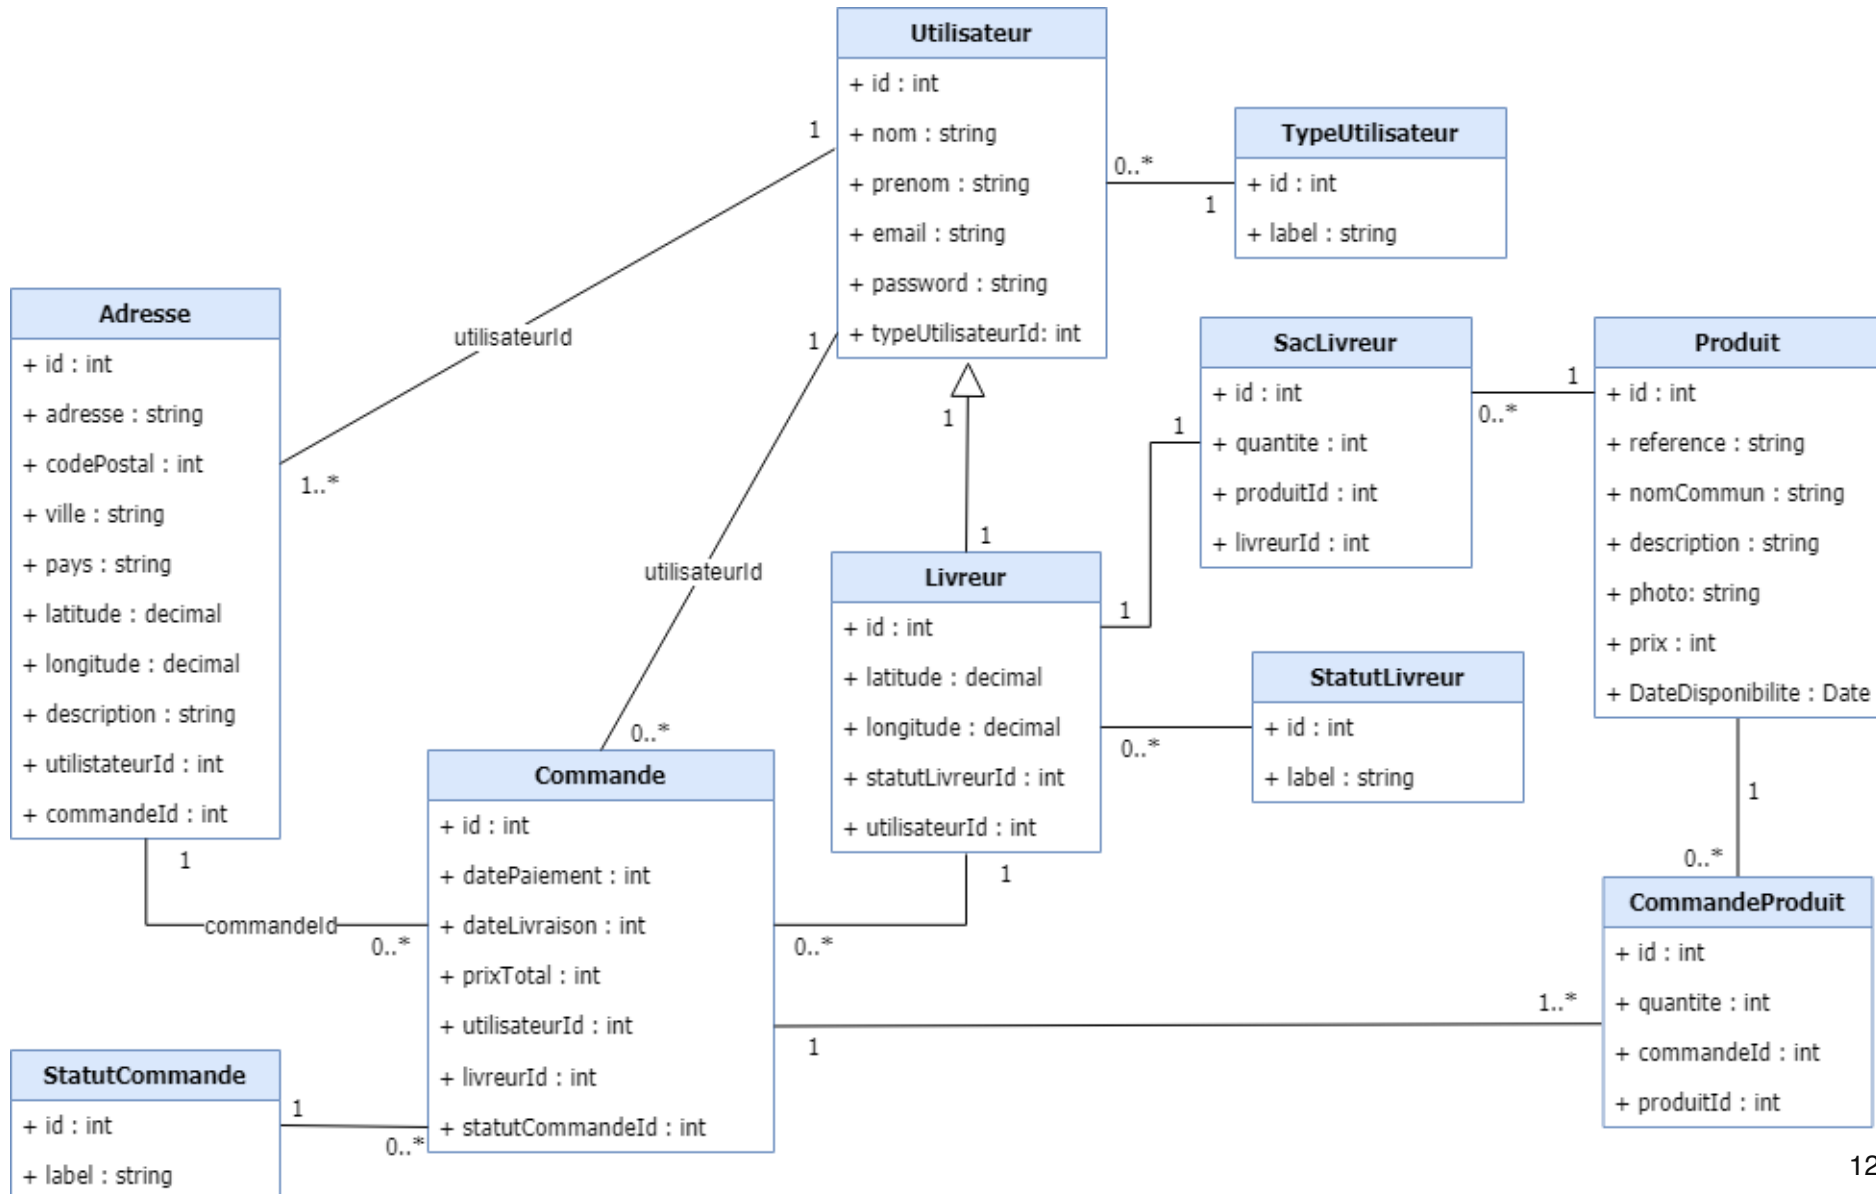 Utilisateur
+ id : int
+ nom : string
+ prenom : string
+ email : string
+ password : string
+ typeUtilisateurId: int
1
1
0..*
1
TypeUtilisateur
+ id : int
+ label : string
utilisateurId
1..*
Adresse
+ id : int
+ adresse : string
+ codePostal : int
+ ville : string
+ pays : string
+ latitude : decimal
+ longitude : decimal
+ description : string
+ utilistateurId : int
+ commandeId : int
1
commandeId
0..*
utilisateurId
0..*
1
1
SacLivreur
+ id : int
+ quantite : int
+ produitId : int
+ livreurId : int
1
0..*
1
Produit
+ id : int
+ reference : string
+ nomCommun : string
+ description : string
+ photo: string
+ prix : int
+ DateDisponibilite : Date
Livreur
+ id : int
+ latitude : decimal
+ longitude : decimal
+ statutLivreurId : int
+ utilisateurId : int
1
0..*
1
0..*
StatutLivreur
+ id : int
+ label : string
1
0..*
Commande
+ id : int
+ datePaiement : int
+ dateLivraison : int
+ prixTotal : int
+ utilisateurId : int
+ livreurId : int
+ statutCommandeId : int
1
1..*
CommandeProduit
+ id : int
+ quantite : int
+ commandeId : int
+ produitId : int
StatutCommande
+ id : int
+ label : string
1
0..*
12